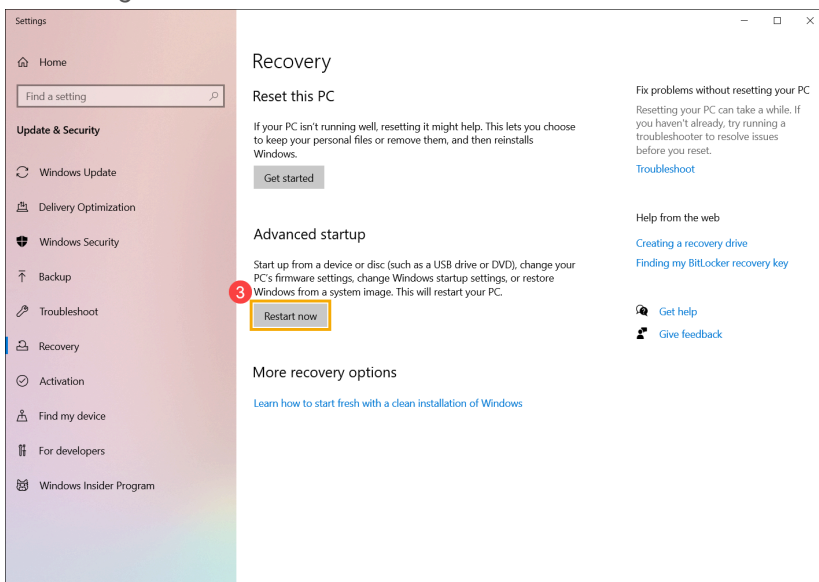 Settings
Home
Find a setting
Update & Security
Windows Update
Delivery Optimization
Windows Security
Backup
Troubleshoot
Recovery
Activation
Find my device
For developers
Windows Insider Program
Recovery
Reset this PC
If your PC isn't running well, resetting it might help. This lets you choose
to keep your personal files or remove them, and then reinstalls
Windows.
Get started
Advanced startup
Start up from a device or disc (such as a USB drive or DVD), change your
PC's firmware settings, change Windows startup settings, or restore
Windows from a system image. This will restart your PC.
3
Restart now
More recovery options
Learn how to start fresh with a clean installation of Windows
Fix problems without resetting your PC
Resetting your PC can take a while. If
you haven't already, try running a
troubleshooter to resolve issues
before you reset.
Troubleshoot
Help from the web
Creating a recovery drive
Finding my BitLocker recovery key
Get help
Give feedback